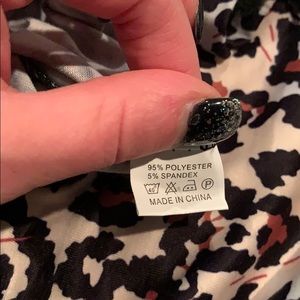 95% POLYESTER
5% SPANDEX
MADE IN CHINA